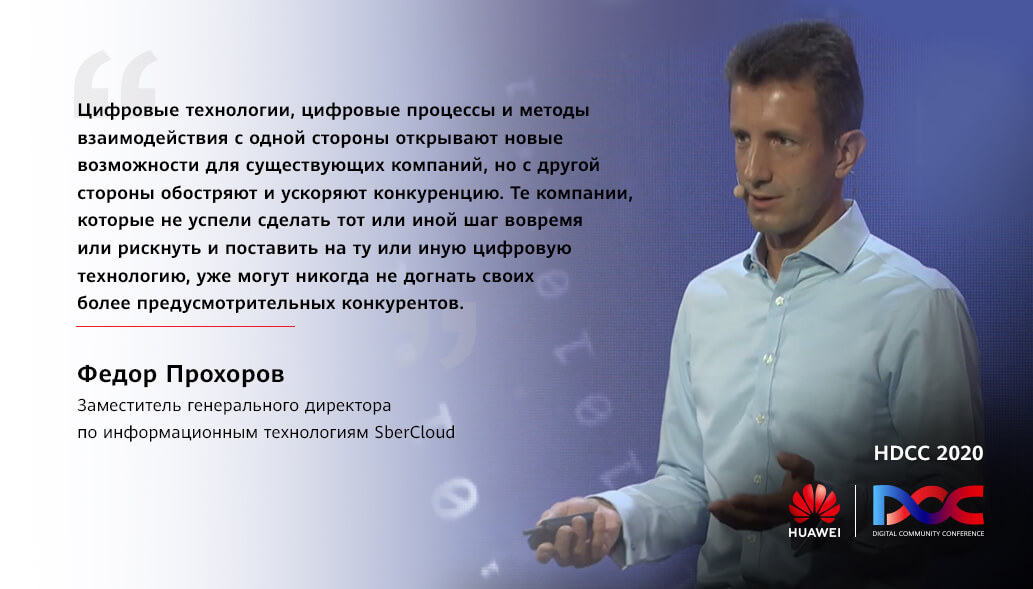 Цифровые технологии, цифровые процессы и методы
взаимодействия с одной стороны открывают новые
возможности для существующих компаний, но с другой
стороны обостряют и ускоряют конкуренцию. Те компании,
которые не успели сделать тот или иной шаг вовремя
или рискнуть и поставить на ту или иную цифровую
технологию, уже могут никогда не догнать своих
более предусмотрительных конкурентов.
Федор Прохоров
Заместитель генерального директора
по информационным технологиям SberCloud
HDCC 2020
HUAWEI
DCC
DIGITAL COMMUNITY CONFERENCE